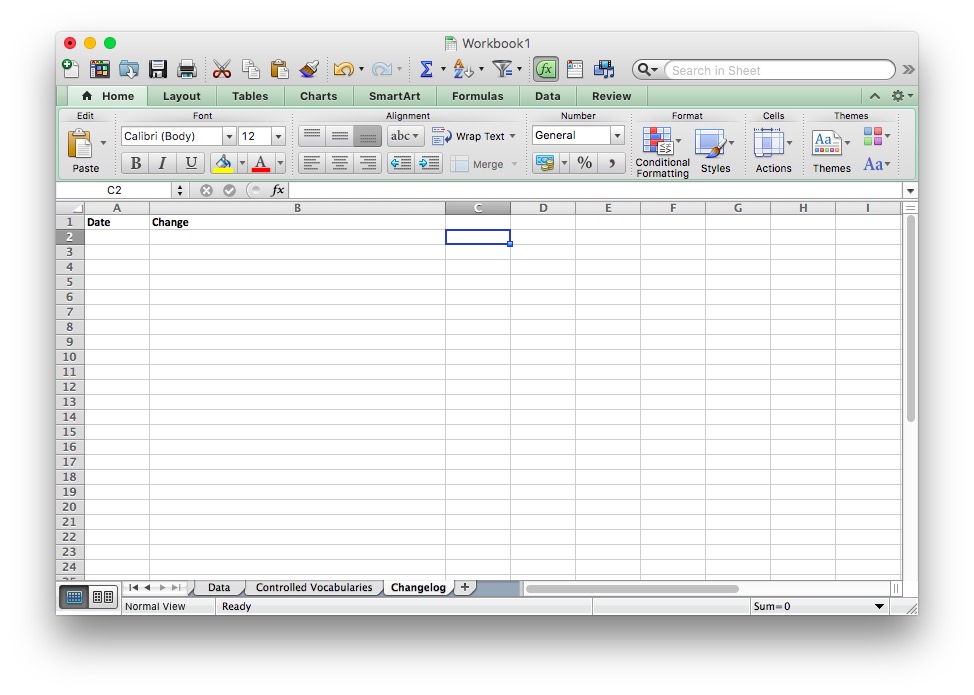 Workbook1
Search in Sheet
Home Layout Tables Charts SmartArt Formulas Data Review
Edit Font Alignment Number Format Cells Themes
Calibri (Body) 12 abc Wrap Text General
Paste B I U A Merge % , Conditional Formatting Styles Actions Themes Aa Aa
C2 fx
A B C D E F G H I
1 Date Change
2
3
4
5
6
7
8
9
10
11
12
13
14
15
16
17
18
19
20
21
22
23
24
Data Controlled Vocabularies Changelog +
Normal View Ready Sum=0